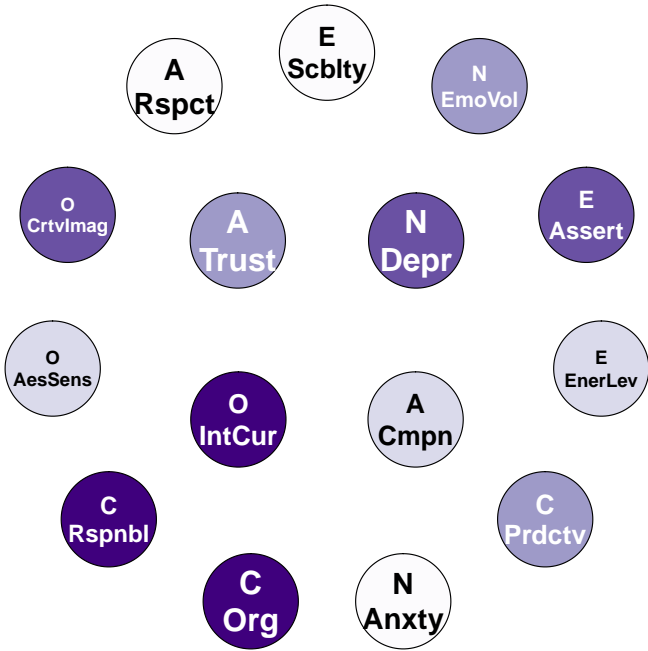 E
Scblty
A
Rspct
N
EmoVol
O
CrtvImag
A
Trust
N
Depr
E
Assert
O
AesSens
E
EnerLev
O
IntCur
A
Cmpn
C
Rspnbl
C
Prdctv
C
Org
N
Anxty